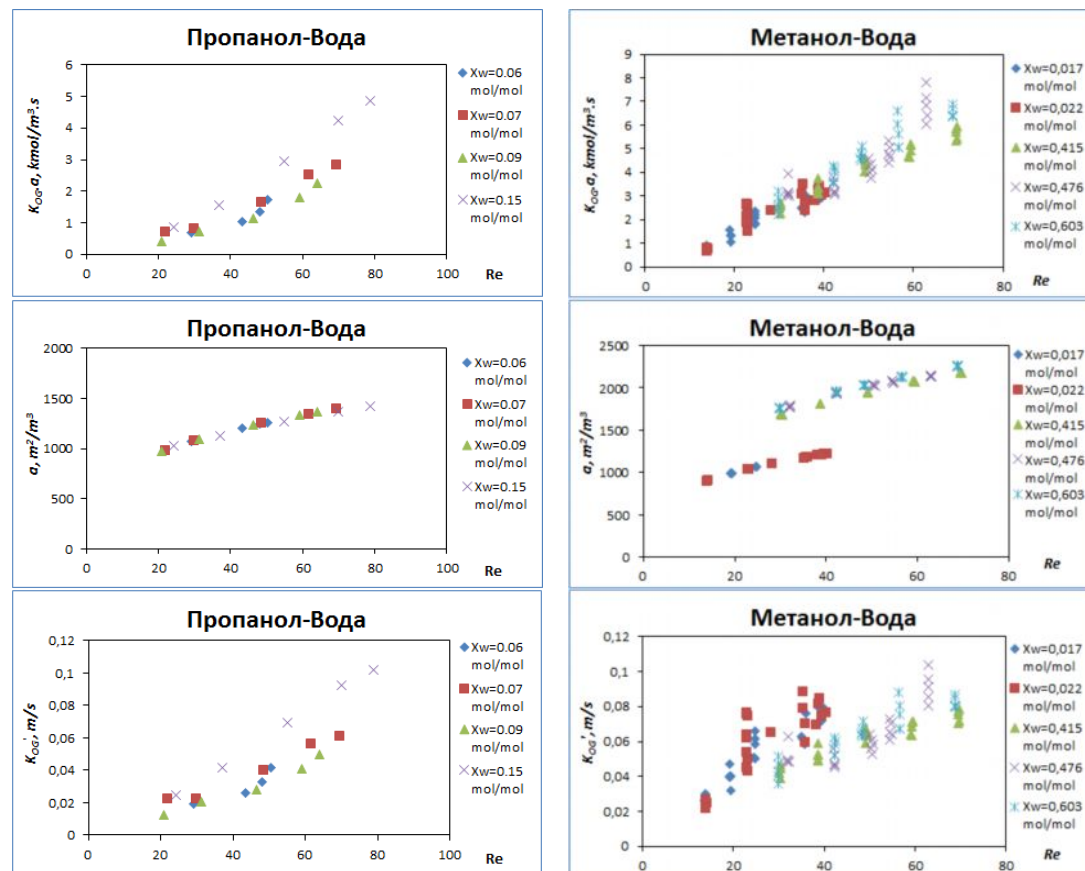 Пропанол-Вода
K_OG.a, kmol/m³.s
6
5
4
3
2
1
0
0 20 40 60 80 100
Re
Xw=0.06
mol/mol
Xw=0.07
mol/mol
Xw=0.09
mol/mol
Xw=0.15
mol/mol
Метанол-Вода
K_OG.a, kmol/m³.s
9
8
7
6
5
4
3
2
1
0
0 20 40 60 80
Re
Xw=0,017
mol/mol
Xw=0,022
mol/mol
Xw=0,415
mol/mol
Xw=0,476
mol/mol
Xw=0,603
mol/mol
Пропанол-Вода
a, m²/m³
2000
1500
1000
500
0
0 20 40 60 80 100
Re
Xw=0.06
mol/mol
Xw=0.07
mol/mol
Xw=0.09
mol/mol
Xw=0.15
mol/mol
Метанол-Вода
a, m²/m³
2500
2000
1500
1000
500
0
0 20 40 60 80
Re
Xw=0,017
mol/mol
Xw=0,022
mol/mol
Xw=0,415
mol/mol
Xw=0,476
mol/mol
Xw=0,603
mol/mol
Пропанол-Вода
K_OG', m/s
0,12
0,1
0,08
0,06
0,04
0,02
0
0 20 40 60 80 100
Re
Xw=0.06
mol/mol
Xw=0.07
mol/mol
Xw=0.09
mol/mol
Xw=0.15
mol/mol
Метанол-Вода
K_OG', m/s
0,12
0,1
0,08
0,06
0,04
0,02
0
0 20 40 60 80
Re
Xw=0,017
mol/mol
Xw=0,022
mol/mol
Xw=0,415
mol/mol
Xw=0,476
mol/mol
Xw=0,603
mol/mol